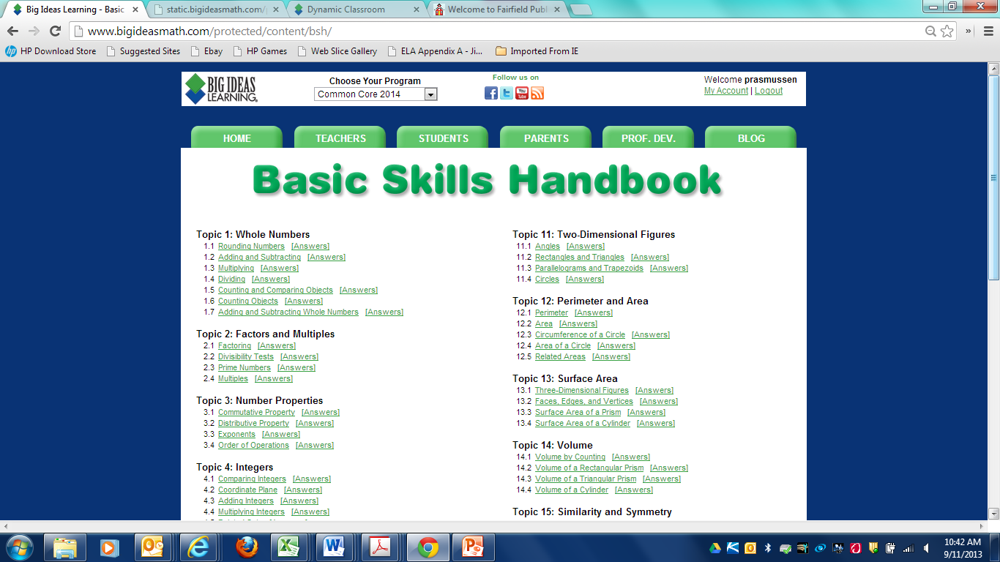 Big Ideas Learning - Basic
static.bigideasmath.com/
Dynamic Classroom
Welcome to Fairfield Publ
www.bigideasmath.com/protected/content/bsh/
hp HP Download Store Suggested Sites Ebay HP Games Web Slice Gallery ELA Appendix A - Ji... Imported From IE
BIG IDEAS
LEARNING
Choose Your Program
Common Core 2014
Follow us on
You
Tube
Welcome prasmussen
My Account | Logout
HOME TEACHERS STUDENTS PARENTS PROF. DEV. BLOG
Basic Skills Handbook
Topic 1: Whole Numbers
1.1 Rounding Numbers [Answers]
1.2 Adding and Subtracting [Answers]
1.3 Multiplying [Answers]
1.4 Dividing [Answers]
1.5 Counting and Comparing Objects [Answers]
1.6 Counting Objects [Answers]
1.7 Adding and Subtracting Whole Numbers [Answers]
Topic 2: Factors and Multiples
2.1 Factoring [Answers]
2.2 Divisibility Tests [Answers]
2.3 Prime Numbers [Answers]
2.4 Multiples [Answers]
Topic 3: Number Properties
3.1 Commutative Property [Answers]
3.2 Distributive Property [Answers]
3.3 Exponents [Answers]
3.4 Order of Operations [Answers]
Topic 4: Integers
4.1 Comparing Integers [Answers]
4.2 Coordinate Plane [Answers]
4.3 Adding Integers [Answers]
4.4 Multiplying Integers [Answers]
Topic 11: Two-Dimensional Figures
11.1 Angles [Answers]
11.2 Rectangles and Triangles [Answers]
11.3 Parallelograms and Trapezoids [Answers]
11.4 Circles [Answers]
Topic 12: Perimeter and Area
12.1 Perimeter [Answers]
12.2 Area [Answers]
12.3 Circumference of a Circle [Answers]
12.4 Area of a Circle [Answers]
12.5 Related Areas [Answers]
Topic 13: Surface Area
13.1 Three-Dimensional Figures [Answers]
13.2 Faces, Edges, and Vertices [Answers]
13.3 Surface Area of a Prism [Answers]
13.4 Surface Area of a Cylinder [Answers]
Topic 14: Volume
14.1 Volume by Counting [Answers]
14.2 Volume of a Rectangular Prism [Answers]
14.3 Volume of a Triangular Prism [Answers]
14.4 Volume of a Cylinder [Answers]
Topic 15: Similarity and Symmetry
10:42 AM
9/11/2013